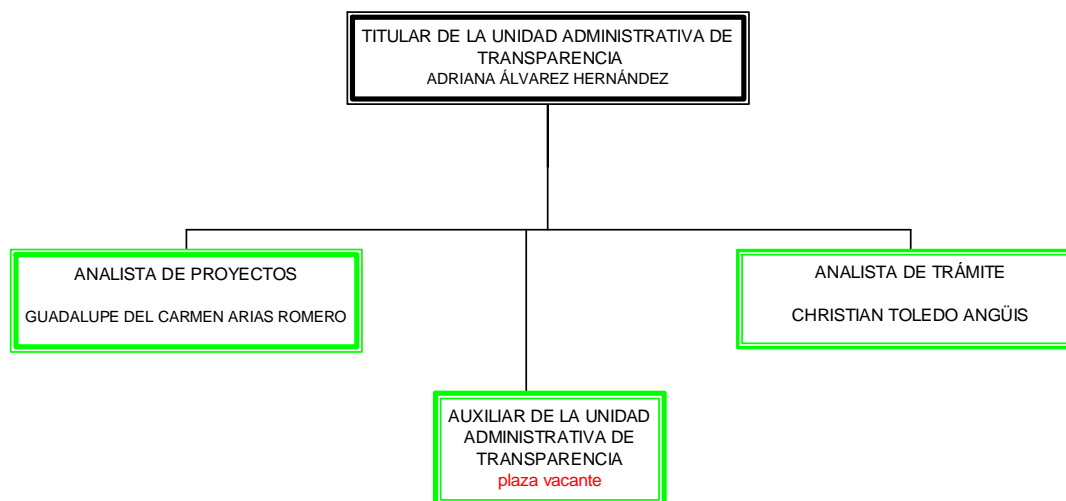 TITULAR DE LA UNIDAD ADMINISTRATIVA DE
TRANSPARENCIA
ADRIANA ÁLVAREZ HERNÁNDEZ
ANALISTA DE PROYECTOS
GUADALUPE DEL CARMEN ARIAS ROMERO
ANALISTA DE TRÁMITE
CHRISTIAN TOLEDO ANGÜIS
AUXILIAR DE LA UNIDAD
ADMINISTRATIVA DE
TRANSPARENCIA
plaza vacante